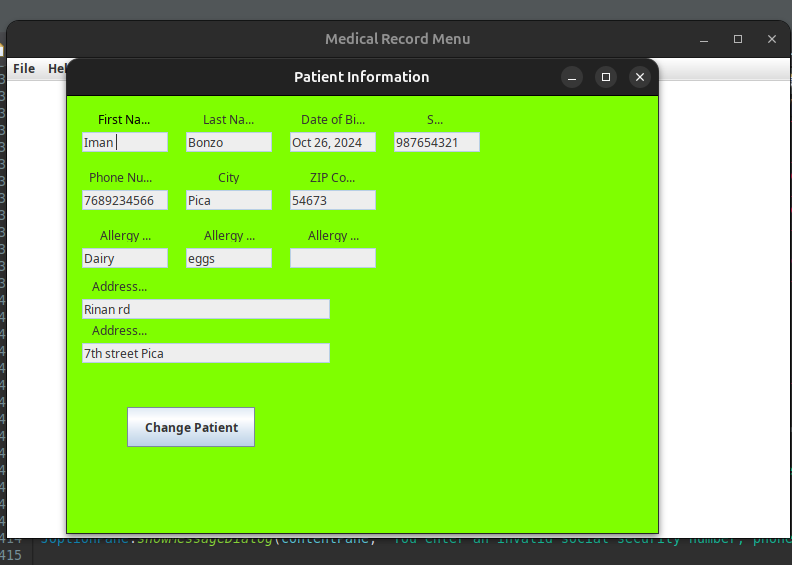 Medical Record Menu
File Hel
Patient Information
First Na... Last Na... Date of Bi... S...
Iman Bonzo Oct 26, 2024 987654321
Phone Nu... City ZIP Co...
7689234566 Pica 54673
Allergy ... Allergy ... Allergy ...
Dairy eggs
Address...
Rinan rd
Address...
7th street Pica
Change Patient
414 JOptionPane.showMessageDialog(contentPane, "You enter an invalid social security number, phone
415